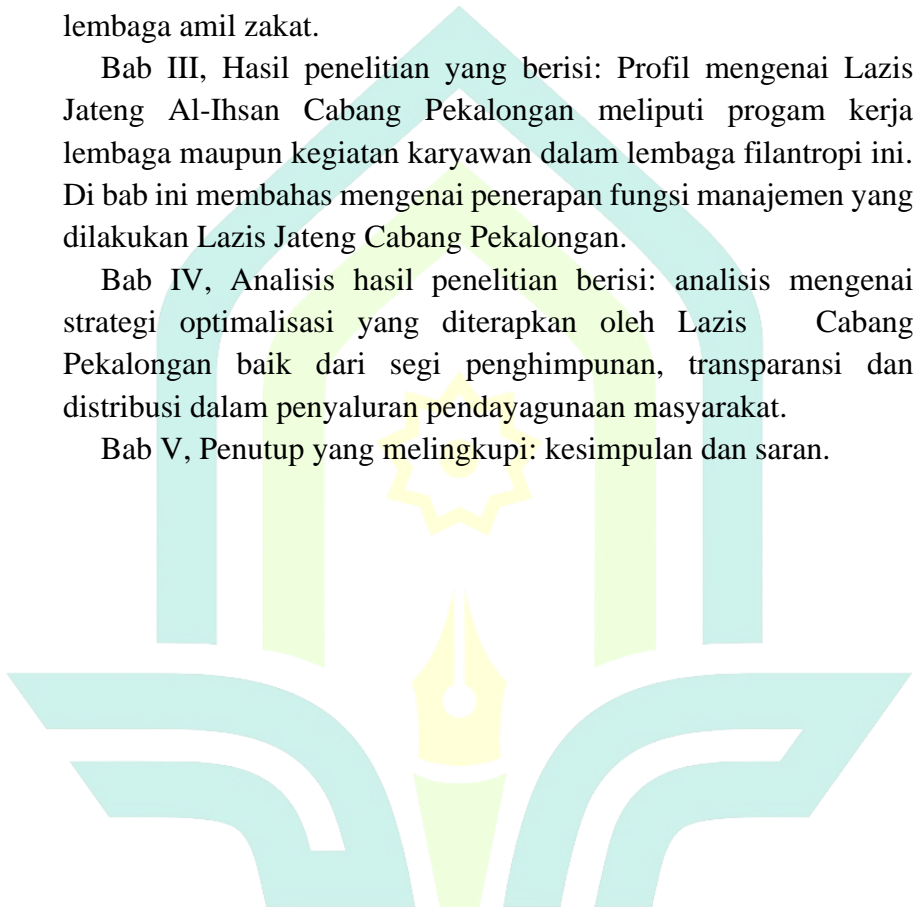 lembaga amil zakat.
Bab III, Hasil penelitian yang berisi: Profil mengenai Lazis
Jateng Al-Ihsan Cabang Pekalongan meliputi progam kerja
lembaga maupun kegiatan karyawan dalam lembaga filantropi ini.
Di bab ini membahas mengenai penerapan fungsi manajemen yang
dilakukan Lazis Jateng Cabang Pekalongan.
Bab IV, Analisis hasil penelitian berisi: analisis mengenai
strategi optimalisasi yang diterapkan oleh Lazis Cabang
Pekalongan baik dari segi penghimpunan, transparansi dan
distribusi dalam penyaluran pendayagunaan masyarakat.
Bab V, Penutup yang melingkupi: kesimpulan dan saran.